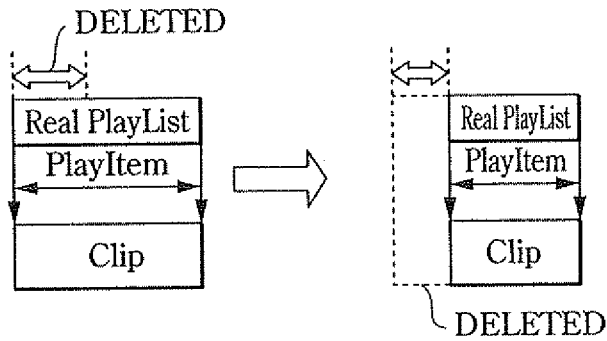 DELETED
Real PlayList
PlayItem
Clip
Real PlayList
PlayItem
Clip
DELETED